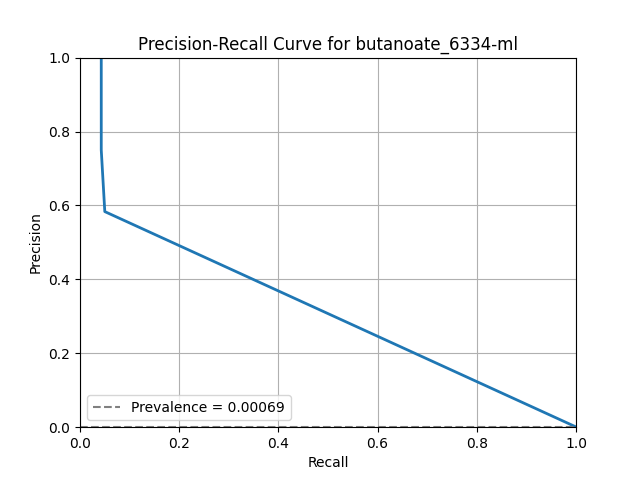 Precision-Recall Curve for butanoate_6334-ml
1.0
0.8
0.6
0.4
0.2
0.0
Precision
Prevalence = 0.00069
0.0 0.2 0.4 0.6 0.8 1.0
Recall